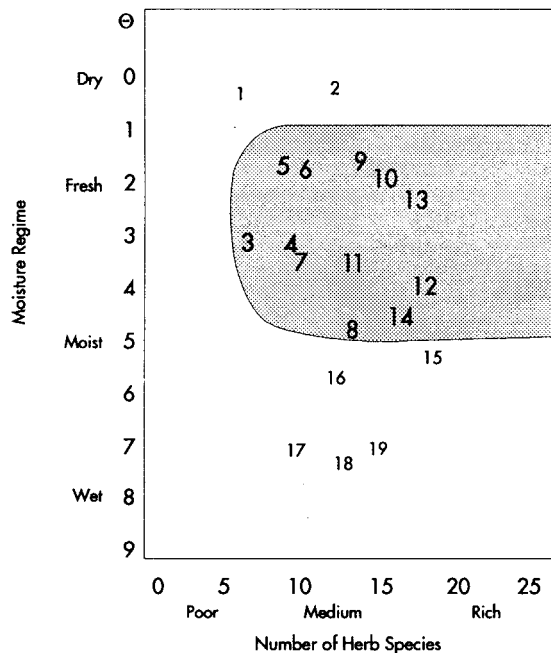 Θ
Dry 0
1 2
1
9
5 6 10
Fresh 2
13
3
3 4
7 11
4 12
14
8
Moist 5
15
16
6
7
17 19
18
Wet 8
9
0 5 10 15 20 25
Poor Medium Rich
Number of Herb Species
Moisture Regime